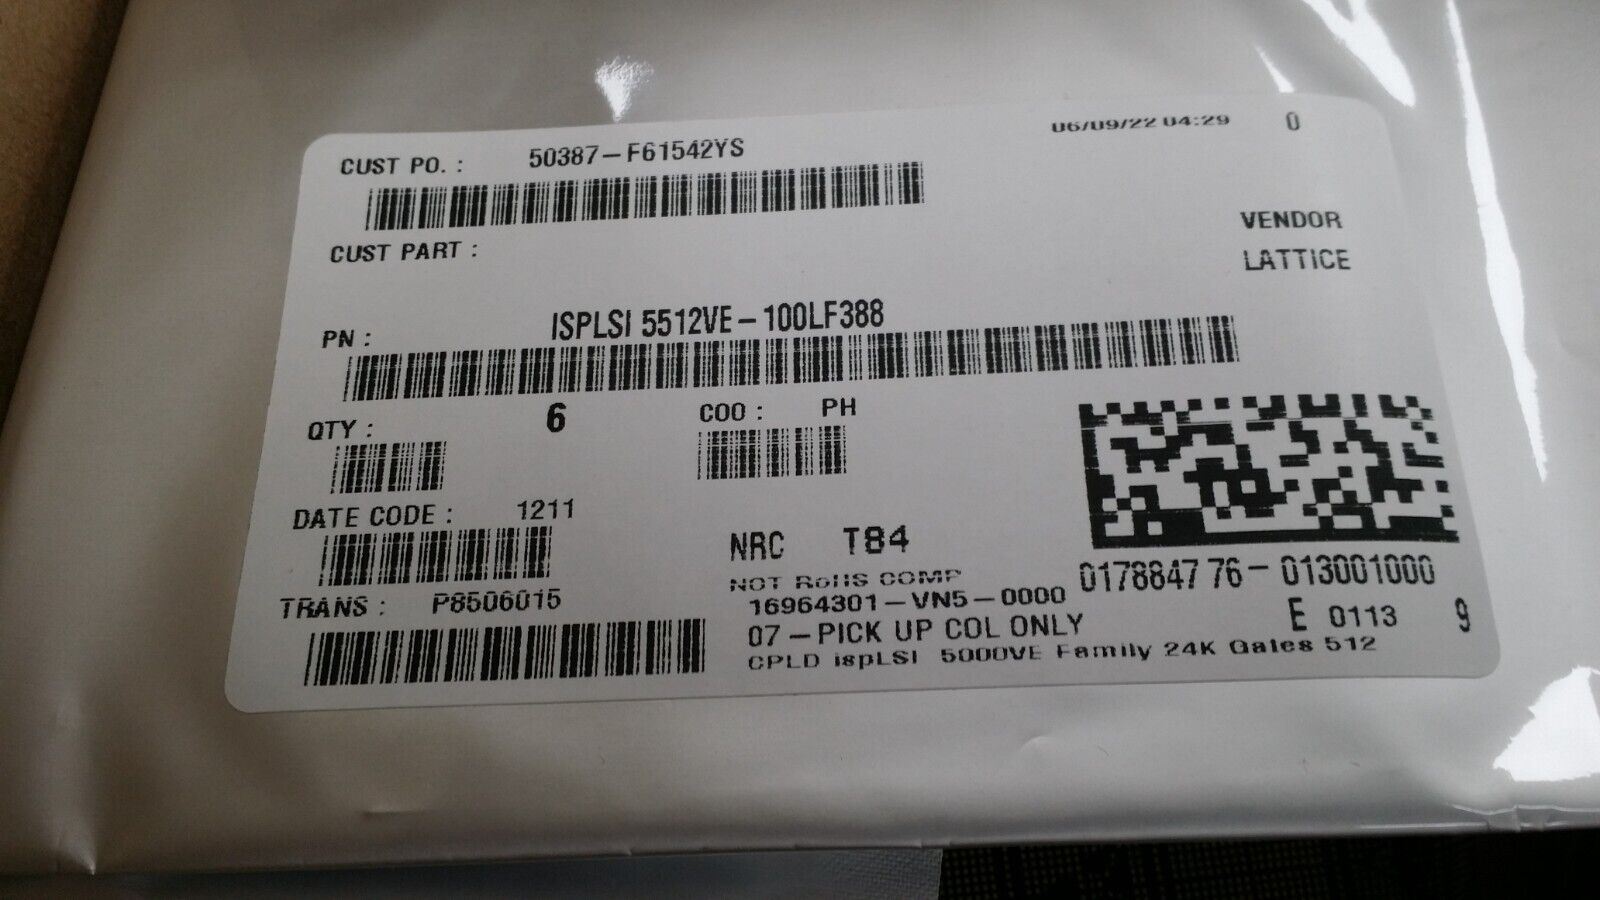 06/09/22 04:29 0
CUST PO. : 50387-F61542YS
VENDOR
CUST PART :
LATTICE
PN : ISPLSI 5512VE-100LF388
QTY : 6 COO : PH
DATE CODE : 1211
NRC T84
NOT RoHS COMP
01788477 6-013001000
TRANS : P8506015
16964301-VN5-0000
E 0113 9
07-PICK UP COL ONLY
CPLD ispLSI 5000VE Family 24K Gates 512